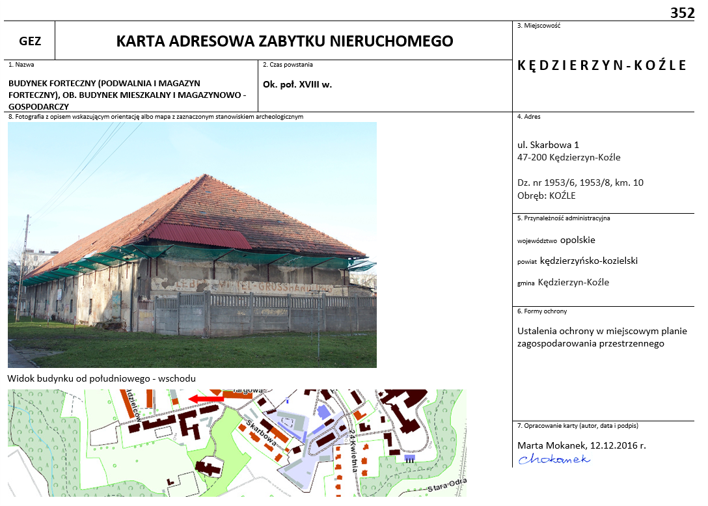 352
GEZ
KARTA ADRESOWA ZABYTKU NIERUCHOMEGO
3. Miejscowość
KĘDZIERZYN-KOŹLE
1. Nazwa
BUDYNEK FORTECZNY (PODWALNIA I MAGAZYN
FORTECZNY), OB. BUDYNEK MIESZKALNY I MAGAZYNOWO -
GOSPODARCZY
2. Czas powstania
Ok. poł. XVIII w.
8. Fotografia z opisem wskazującym orientację albo mapa z zaznaczonym stanowiskiem archeologicznym
Widok budynku od południowego - wschodu
Skarbowa
24 Kwietnia
Stara Odra
4. Adres
ul. Skarbowa 1
47-200 Kędzierzyn-Koźle
Dz. nr 1953/6, 1953/8, km. 10
Obręb: KOŹLE
5. Przynależność administracyjna
województwo opolskie
powiat kędzierzyńsko-kozielski
gmina Kędzierzyn-Koźle
6. Formy ochrony
Ustalenia ochrony w miejscowym planie
zagospodarowania przestrzennego
7. Opracowanie karty (autor, data i podpis)
Marta Mokanek, 12.12.2016 r.